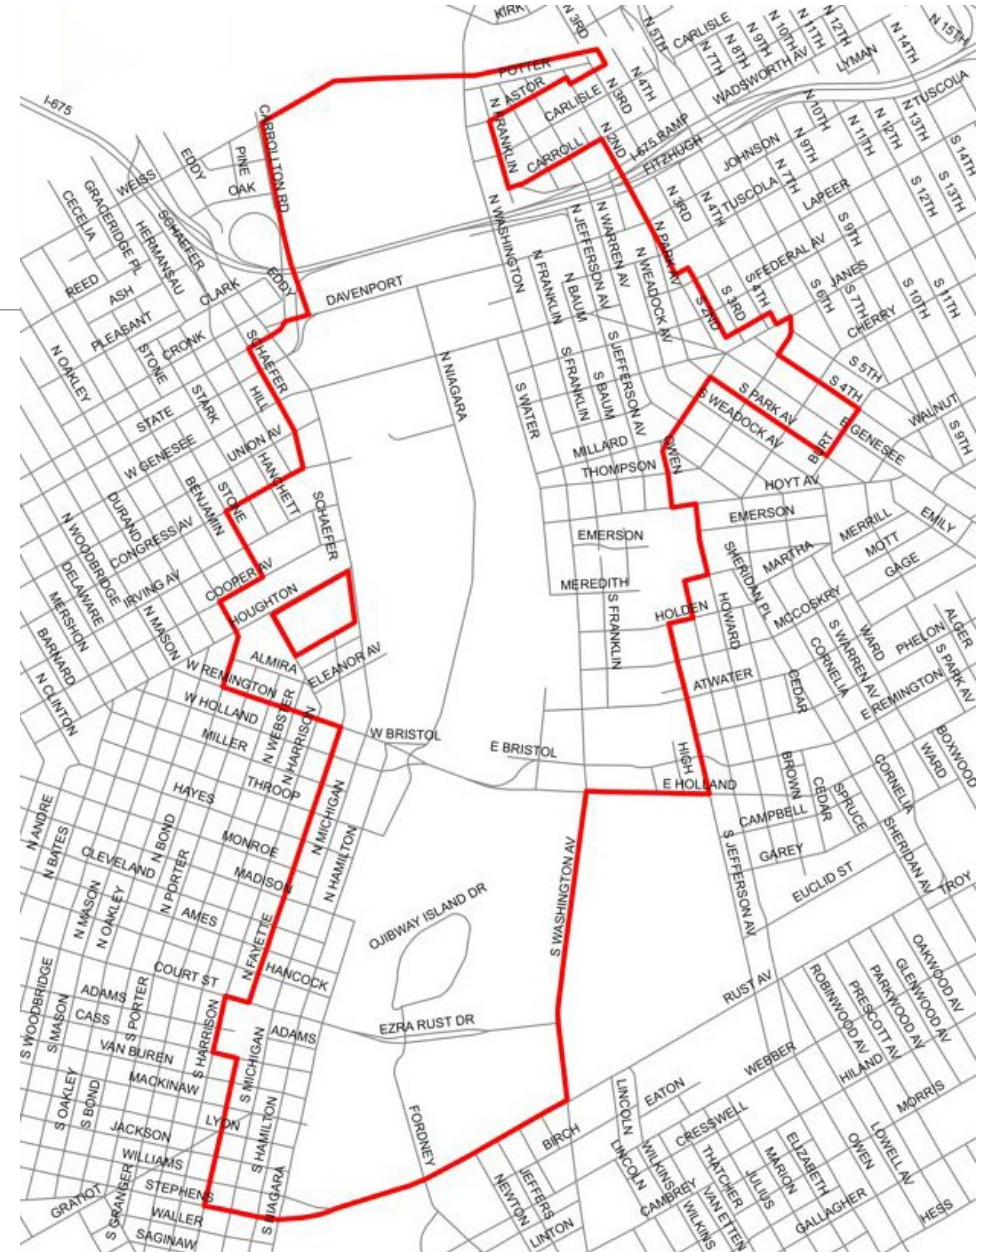 KIRK
N 3RD
N 5TH
CARLISLE
N 7TH
N 8TH
N 9TH
N 10TH
N 11TH
N 12TH
LYMAN
N 14TH
N 15TH
POTTER
ASTOR
CARLISLE
N 3RD
N 4TH
WADSWORTH AV
TUSCOLA
I-675
CARROLLTON RD
N FRANKLIN
CARROLL
N 2ND
I-675 RAMP
FITZHUGH
N 10TH
N 11TH
N 12TH
N 13TH
S 14TH
EDDY
PINE
OAK
WEISS
JOHNSON
N 9TH
N 7TH
TUSCOLA
LAPEER
S 12TH
S 13TH
CECELIA
GRACERIDGE PL
HERMANSAU
SCHAEFER
N 3RD
N 4TH
N WASHINGTON
N JEFFERSON AV
N WARREN AV
N PARK AV
N WEADOCK AV
S FEDERAL AV
S 9TH
REED
ASH
CLARK
EDDY
DAVENPORT
N FRANKLIN
N BAUM
S 2ND
S 3RD
S 4TH
JANES
S 6TH
S 7TH
S 10TH
S 11TH
PLEASANT
CHERRY
N OAKLEY
STONE
CRONK
SCHAEFER
N NIAGARA
S WATER
S FRANKLIN
S BAUM
S JEFFERSON AV
S 5TH
S 4TH
STATE
STARK
HILL
S PARK AV
S WEADOCK AV
WALNUT
W GENESEE
UNION AV
MILLARD
OWEN
BURT
E GENESEE
S 9TH
THOMPSON
HOYT AV
DURAND
BENJAMIN
STONE
HANCHETT
SCHAEFER
N WOODBRIDGE
CONGRESS AV
EMERSON
EMERSON
MERRILL
EMILY
MOTT
GAGE
DELAWARE
IRVING AV
COOPER AV
MEREDITH
SHERIDAN PL
MARTHA
MERSHON
HOUGHTON
S FRANKLIN
HOLDEN
HOWARD
MCCOSKRY
BARNARD
N MASON
S WARREN AV
WARD
PHELON
ALGER
ALMIRA
ELEANOR AV
CORNELIA
S PARK AV
W REMINGTON
ATWATER
CEDAR
E REMINGTON
N CLINTON
W HOLLAND
N WEBSTER
N HARRISON
MILLER
W BRISTOL
E BRISTOL
HIGH
BOXWOOD
WARD
E HOLLAND
BROWN
CEDAR
SPRUCE
CORNELIA
THROOP
HAYES
N MICHIGAN
CAMPBELL
N ANDRE
N BATES
N BOND
MONROE
N HAMILTON
GAREY
SHERIDAN AV
S JEFFERSON AV
CLEVELAND
MADISON
EUCLID ST
TROY
N MASON
N OAKLEY
N PORTER
AMES
S WASHINGTON AV
OJIBWAY ISLAND DR
N FAYETTE
S WOODBRIDGE
COURT ST
HANCOCK
RUST AV
ROBINWOOD AV
PRESCOTT AV
PARKWOOD AV
GLENWOOD AV
OAKWOOD AV
ADAMS
CASS
S MASON
S PORTER
S HARRISON
S MICHIGAN
ADAMS
EZRA RUST DR
VAN BUREN
MACKINAW
WEBBER
HILAND
S OAKLEY
S BOND
LYON
JACKSON
S HAMILTON
FORDNEY
LINCOLN
EATON
MORRIS
BIRCH
CRESSWELL
WILLIAMS
STEPHENS
S NIAGARA
LINCOLN
WILKINS
THATCHER
ELIZABETH
MARION
JULIUS
OWEN
LOWELL AV
GRATIOT
S GRANGER
WALLER
SAGINAW
NEWTON
JEFFERS
LINTON
CAMBREY
WILKINS
VAN ETTEN
GALLAGHER
HESS